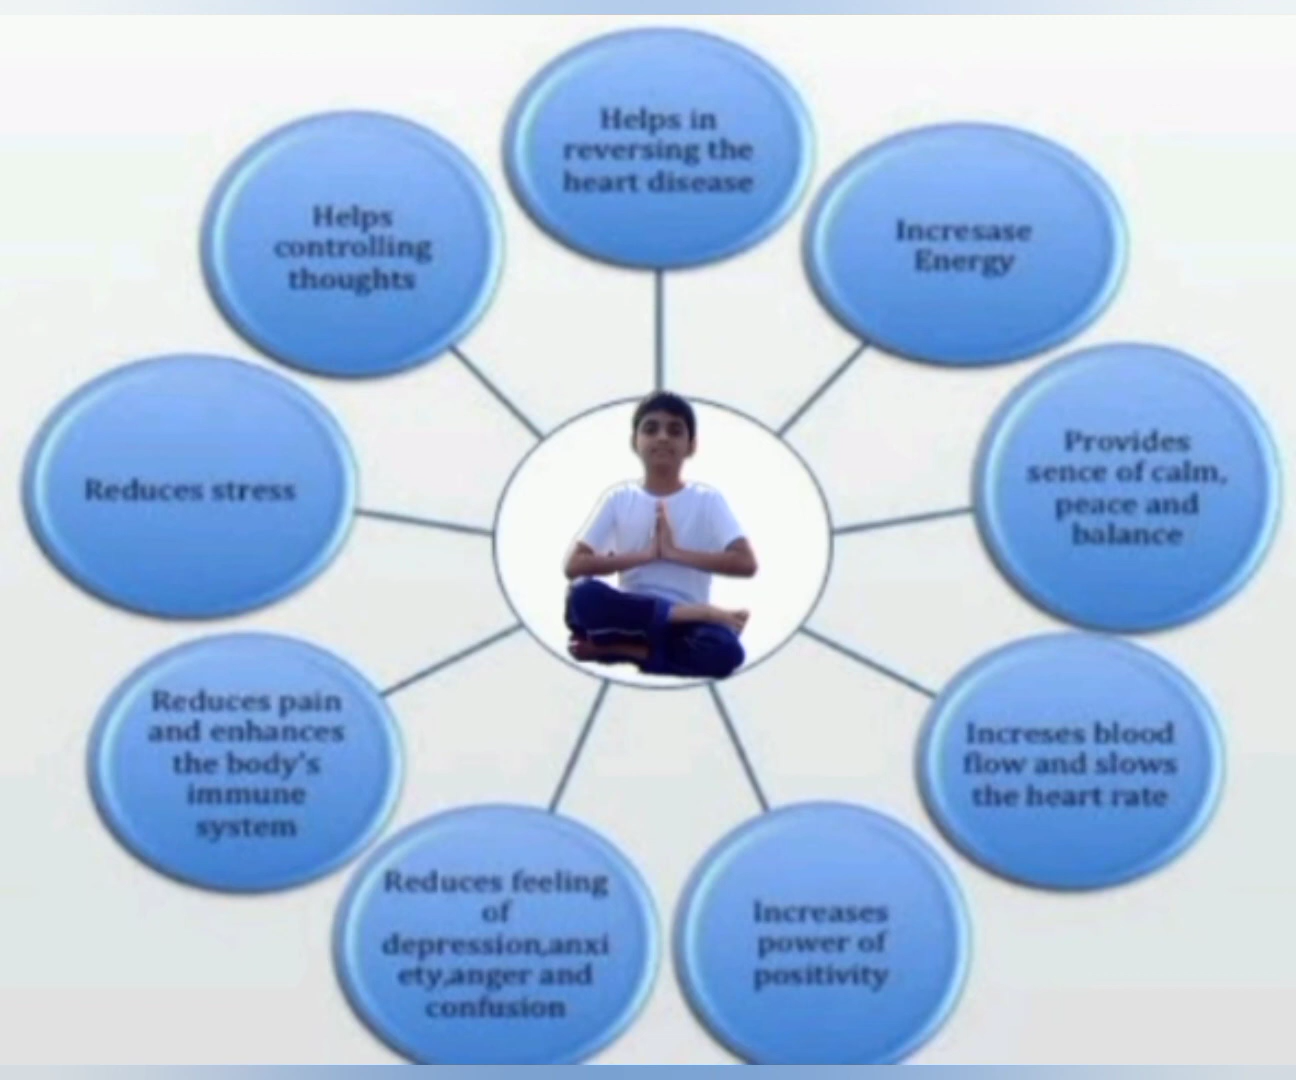 Helps in
reversing the
heart disease
Incresase
Energy
Provides
sence of calm,
peace and
balance
Increses blood
flow and slows
the heart rate
Increases
power of
positivity
Reduces feeling
of
depression,anxi
ety,anger and
confusion
Reduces pain
and enhances
the body's
immune
system
Reduces stress
Helps
controlling
thoughts